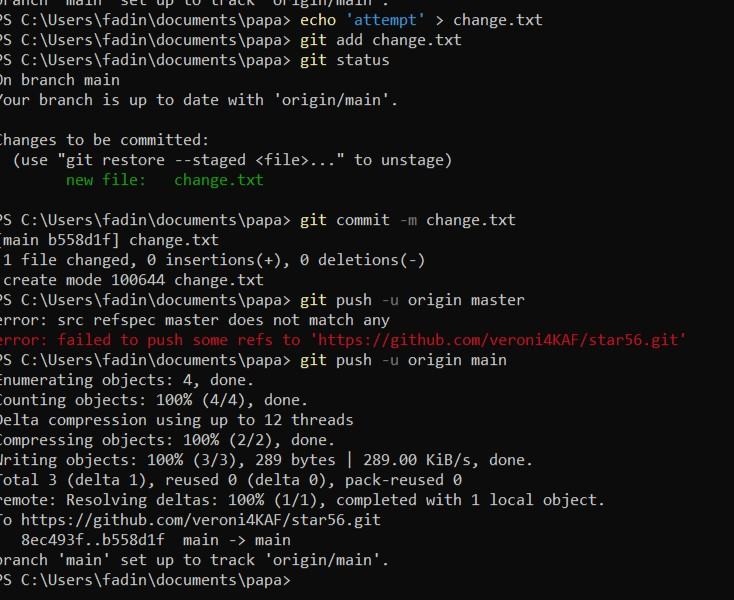 branch 'main' set up to track 'origin/main'.
PS C:\Users\fadin\documents\papa> echo 'attempt' > change.txt
PS C:\Users\fadin\documents\papa> git add change.txt
PS C:\Users\fadin\documents\papa> git status
On branch main
Your branch is up to date with 'origin/main'.
Changes to be committed:
(use "git restore --staged <file>..." to unstage)
new file: change.txt
PS C:\Users\fadin\documents\papa> git commit -m change.txt
[main b558d1f] change.txt
1 file changed, 0 insertions(+), 0 deletions(-)
create mode 100644 change.txt
PS C:\Users\fadin\documents\papa> git push -u origin master
error: src refspec master does not match any
error: failed to push some refs to 'https://github.com/veroni4KAF/star56.git'
PS C:\Users\fadin\documents\papa> git push -u origin main
Enumerating objects: 4, done.
Counting objects: 100% (4/4), done.
Delta compression using up to 12 threads
Compressing objects: 100% (2/2), done.
Writing objects: 100% (3/3), 289 bytes | 289.00 KiB/s, done.
Total 3 (delta 1), reused 0 (delta 0), pack-reused 0
remote: Resolving deltas: 100% (1/1), completed with 1 local object.
To https://github.com/veroni4KAF/star56.git
8ec493f..b558d1f main -> main
branch 'main' set up to track 'origin/main'.
PS C:\Users\fadin\documents\papa>